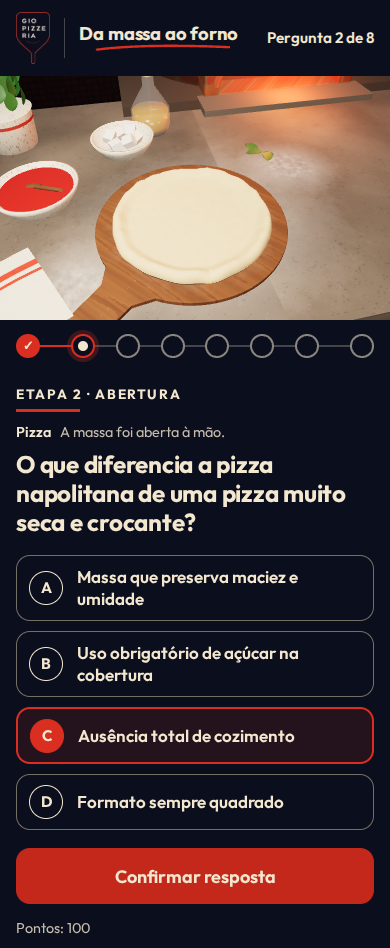 GIO
PIZZE
RIA
Da massa ao forno
Pergunta 2 de 8
ETAPA 2 · ABERTURA
Pizza A massa foi aberta à mão.
O que diferencia a pizza
napolitana de uma pizza muito
seca e crocante?
A Massa que preserva maciez e
umidade
B Uso obrigatório de açúcar na
cobertura
C Ausência total de cozimento
D Formato sempre quadrado
Confirmar resposta
Pontos: 100